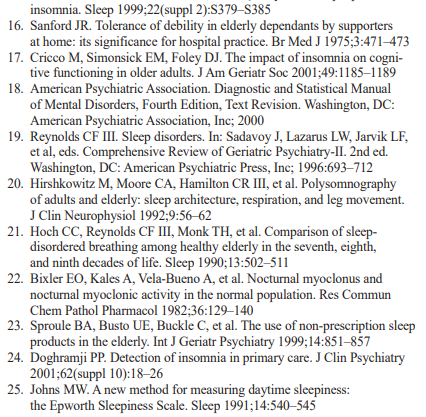 insomnia. Sleep 1999;22(suppl 2):S379–S385
16. Sanford JR. Tolerance of debility in elderly dependants by supporters
at home: its significance for hospital practice. Br Med J 1975;3:471–473
17. Cricco M, Simonsick EM, Foley DJ. The impact of insomnia on cogni-
tive functioning in older adults. J Am Geriatr Soc 2001;49:1185–1189
18. American Psychiatric Association. Diagnostic and Statistical Manual
of Mental Disorders, Fourth Edition, Text Revision. Washington, DC:
American Psychiatric Association, Inc; 2000
19. Reynolds CF III. Sleep disorders. In: Sadavoy J, Lazarus LW, Jarvik LF,
et al, eds. Comprehensive Review of Geriatric Psychiatry-II. 2nd ed.
Washington, DC: American Psychiatric Press, Inc; 1996:693–712
20. Hirshkowitz M, Moore CA, Hamilton CR III, et al. Polysomnography
of adults and elderly: sleep architecture, respiration, and leg movement.
J Clin Neurophysiol 1992;9:56–62
21. Hoch CC, Reynolds CF III, Monk TH, et al. Comparison of sleep-
disordered breathing among healthy elderly in the seventh, eighth,
and ninth decades of life. Sleep 1990;13:502–511
22. Bixler EO, Kales A, Vela-Bueno A, et al. Nocturnal myoclonus and
nocturnal myoclonic activity in the normal population. Res Commun
Chem Pathol Pharmacol 1982;36:129–140
23. Sproule BA, Busto UE, Buckle C, et al. The use of non-prescription sleep
products in the elderly. Int J Geriatr Psychiatry 1999;14:851–857
24. Doghramji PP. Detection of insomnia in primary care. J Clin Psychiatry
2001;62(suppl 10):18–26
25. Johns MW. A new method for measuring daytime sleepiness:
the Epworth Sleepiness Scale. Sleep 1991;14:540–545